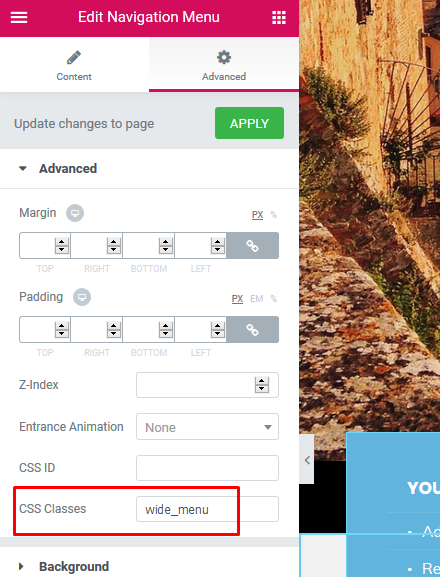 Edit Navigation Menu
Content
Advanced
Update changes to page
APPLY
Advanced
Margin
PX %
TOP RIGHT BOTTOM LEFT
Padding
PX EM %
TOP RIGHT BOTTOM LEFT
Z-Index
Entrance Animation None
CSS ID
CSS Classes wide_menu
Background
YOU
• Ad
• Re